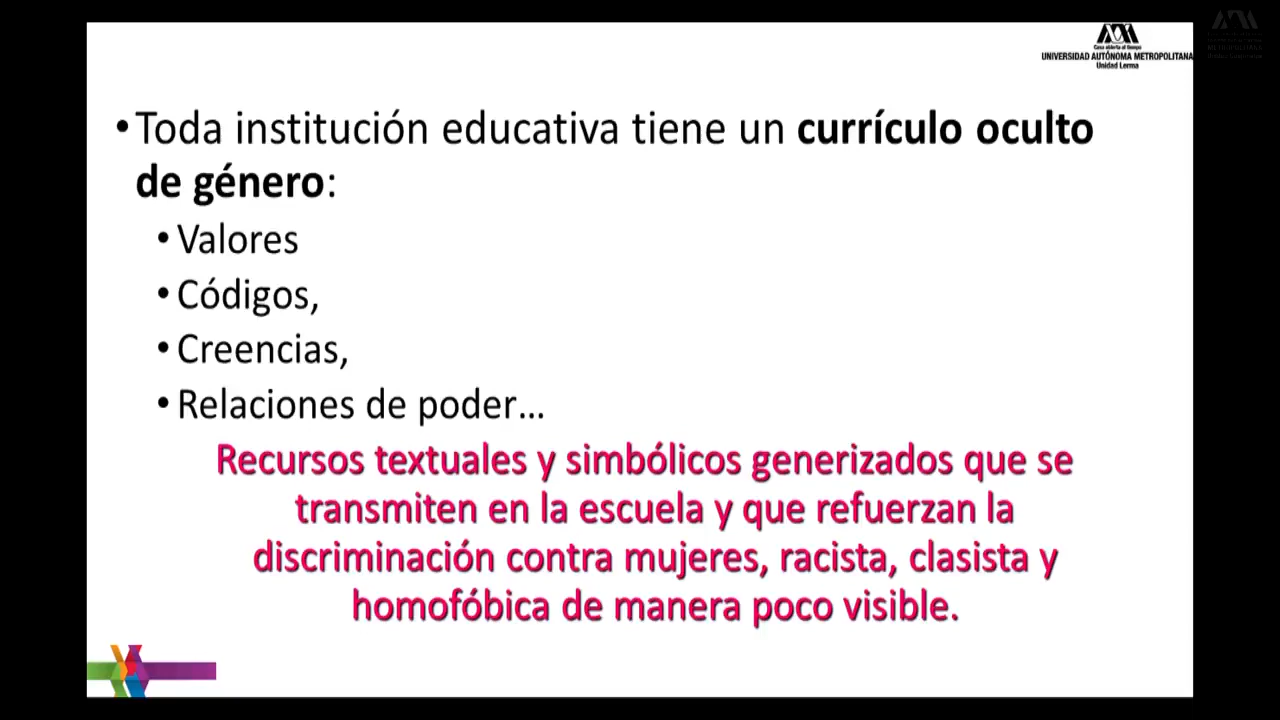 Casa abierta al tiempo
UNIVERSIDAD AUTÓNOMA METROPOLITANA
Unidad Lerma
METROPOLITANA
• Toda institución educativa tiene un currículo oculto
de género:
• Valores
• Códigos,
• Creencias,
• Relaciones de poder…
Recursos textuales y simbólicos generizados que se
transmiten en la escuela y que refuerzan la
discriminación contra mujeres, racista, clasista y
homofóbica de manera poco visible.